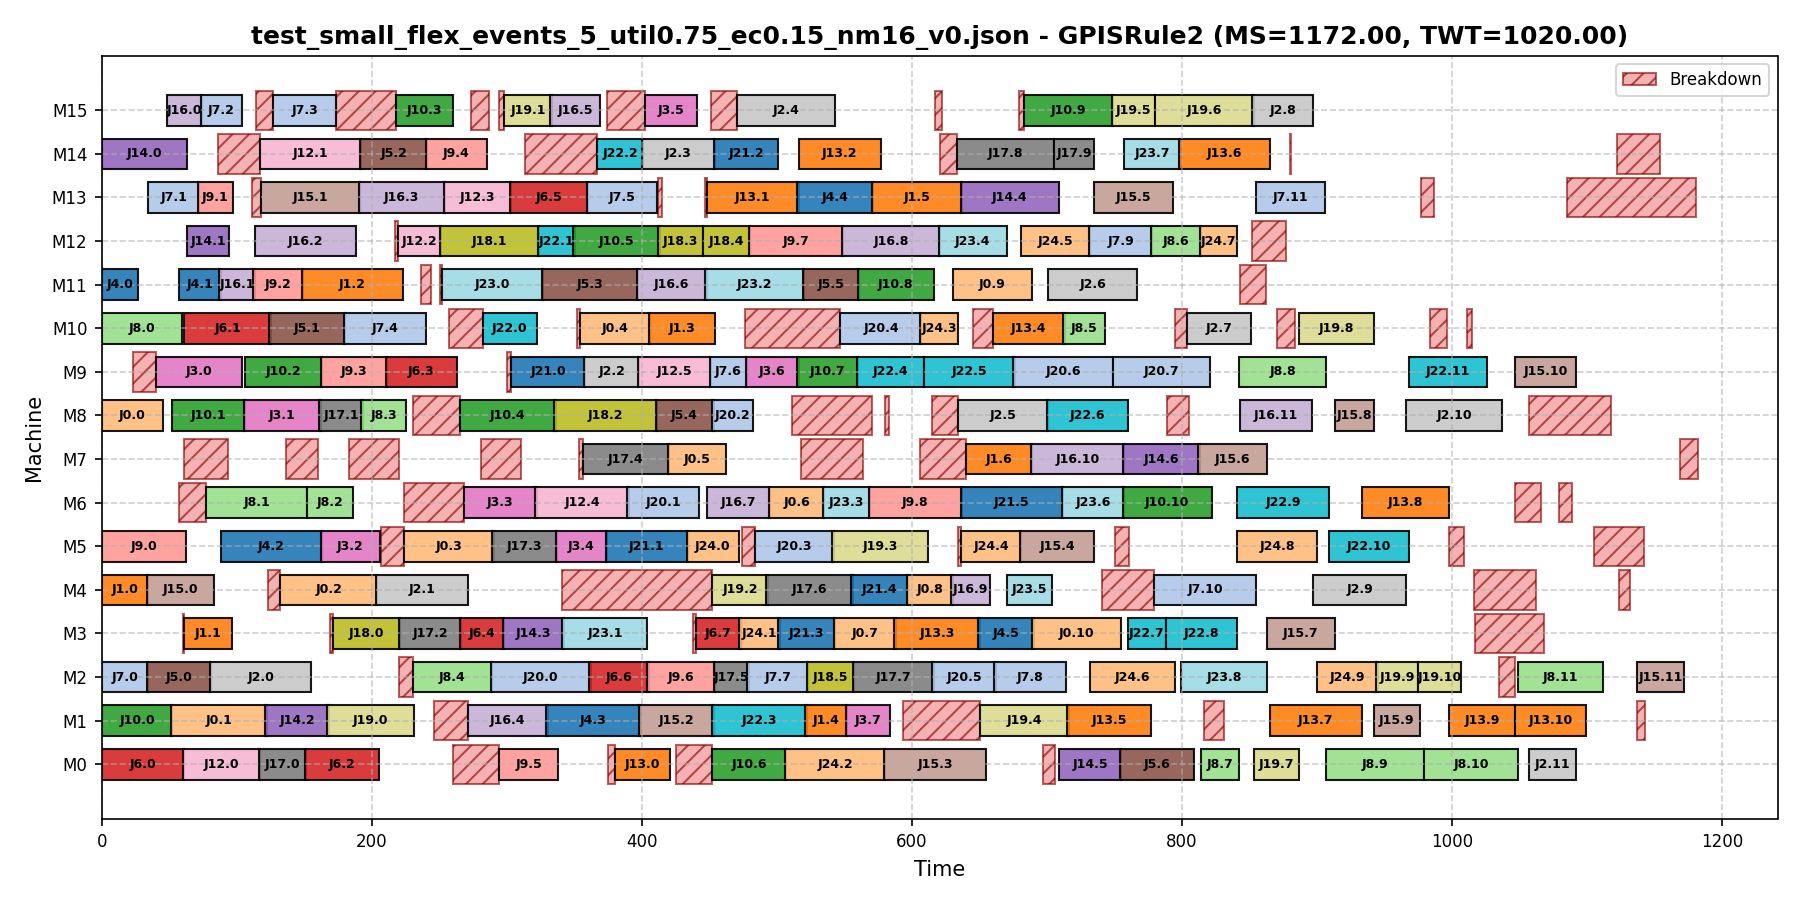 test_small_flex_events_5_util0.75_ec0.15_nm16_v0.json - GPISRule2 (MS=1172.00, TWT=1020.00)
Breakdown
M15 J16.0 J7.2 J7.3 J10.3 J19.1 J16.5 J3.5 J2.4 J10.9 J19.5 J19.6 J2.8
M14 J14.0 J12.1 J5.2 J9.4 J22.2 J2.3 J21.2 J13.2 J17.8 J17.9 J23.7 J13.6
M13 J7.1 J9.1 J15.1 J16.3 J12.3 J6.5 J7.5 J13.1 J4.4 J1.5 J14.4 J15.5 J7.11
M12 J14.1 J16.2 J12.2 J18.1 J22.1 J10.5 J18.3 J18.4 J9.7 J16.8 J23.4 J24.5 J7.9 J8.6 J24.7
M11 J4.0 J4.1 J16.1 J9.2 J1.2 J23.0 J5.3 J16.6 J23.2 J5.5 J10.8 J0.9 J2.6
M10 J8.0 J6.1 J5.1 J7.4 J22.0 J0.4 J1.3 J20.4 J24.3 J13.4 J8.5 J2.7 J19.8
M9 J3.0 J10.2 J9.3 J6.3 J21.0 J2.2 J12.5 J7.6 J3.6 J10.7 J22.4 J22.5 J20.6 J20.7 J8.8 J22.11 J15.10
M8 J0.0 J10.1 J3.1 J17.1 J8.3 J10.4 J18.2 J5.4 J20.2 J2.5 J22.6 J16.11 J15.8 J2.10
M7 J17.4 J0.5 J1.6 J16.10 J14.6 J15.6
M6 J8.1 J8.2 J3.3 J12.4 J20.1 J16.7 J0.6 J23.3 J9.8 J21.5 J23.6 J10.10 J22.9 J13.8
M5 J9.0 J4.2 J3.2 J0.3 J17.3 J3.4 J21.1 J24.0 J20.3 J19.3 J24.4 J15.4 J24.8 J22.10
M4 J1.0 J15.0 J0.2 J2.1 J19.2 J17.6 J21.4 J0.8 J16.9 J23.5 J7.10 J2.9
M3 J1.1 J18.0 J17.2 J6.4 J14.3 J23.1 J6.7 J24.1 J21.3 J0.7 J13.3 J4.5 J0.10 J22.7 J22.8 J15.7
M2 J7.0 J5.0 J2.0 J8.4 J20.0 J6.6 J9.6 J17.5 J7.7 J18.5 J17.7 J20.5 J7.8 J24.6 J23.8 J24.9 J19.9 J19.10 J8.11 J15.11
M1 J10.0 J0.1 J14.2 J19.0 J16.4 J4.3 J15.2 J22.3 J1.4 J3.7 J19.4 J13.5 J13.7 J15.9 J13.9 J13.10
M0 J6.0 J12.0 J17.0 J6.2 J9.5 J13.0 J10.6 J24.2 J15.3 J14.5 J5.6 J8.7 J19.7 J8.9 J8.10 J2.11
0 200 400 600 800 1000 1200
Time
Machine